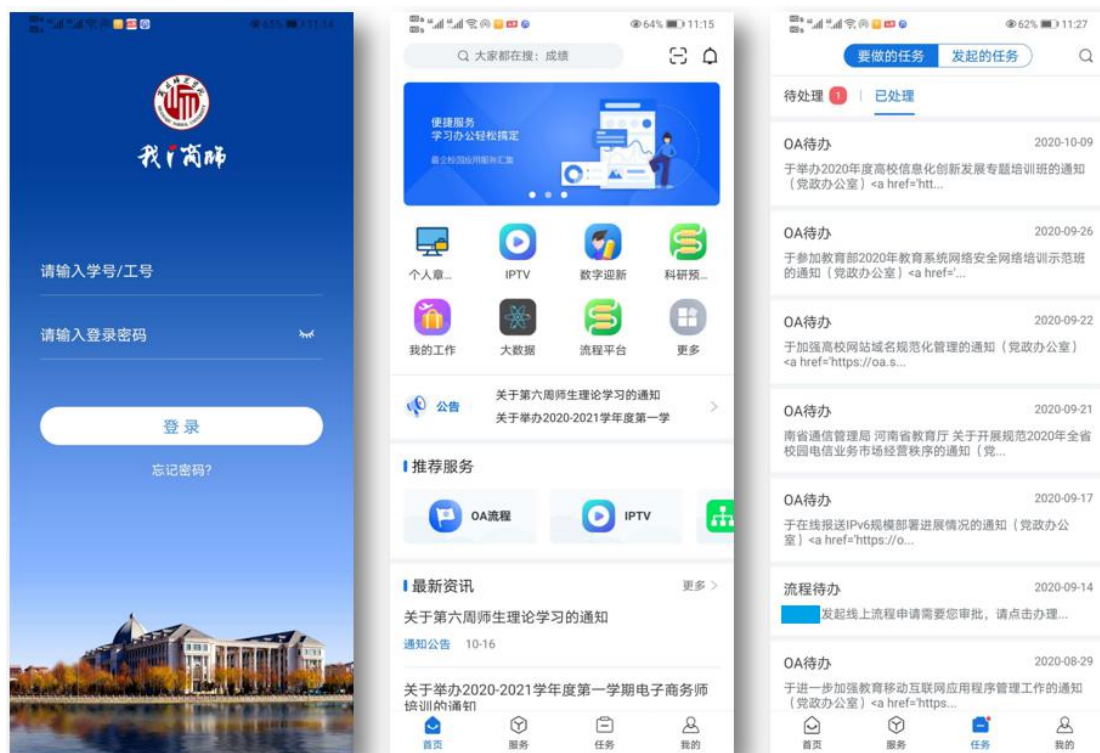 63% 11:14
我i商师
请输入学号/工号
请输入登录密码
登 录
忘记密码?
64% 11:15
大家都在搜：成绩
便捷服务
学习办公轻松搞定
最全校园应用服务汇集
个人章...
IPTV
数字迎新
科研预...
我的工作
大数据
流程平台
更多
公告
关于第六周师生理论学习的通知
关于举办2020-2021学年度第一学
推荐服务
OA流程
IPTV
最新资讯
更多 >
关于第六周师生理论学习的通知
通知公告 10-16
关于举办2020-2021学年度第一学期电子商务师
培训的通知
首页
服务
任务
我的
62% 11:27
要做的任务
发起的任务
待处理 1
已处理
OA待办 2020-10-09
于举办2020年度高校信息化创新发展专题培训班的通知
（党政办公室）<a href='htt...
OA待办 2020-09-26
于参加教育部2020年教育系统网络安全网络培训示范班
的通知（党政办公室）<a href='...
OA待办 2020-09-22
于加强高校网站域名规范化管理的通知（党政办公室）
<a href='https://oa.s...
OA待办 2020-09-21
南省通信管理局 河南省教育厅 关于开展规范2020年全省
校园电信业务市场经营秩序的通知（党...
OA待办 2020-09-17
于在线报送IPv6规模部署进展情况的通知（党政办公
室）<a href='https://o...
流程待办 2020-09-14
发起线上流程申请需要您审批，请点击办理...
OA待办 2020-08-29
于进一步加强教育移动互联网应用程序管理工作的通知
（党政办公室）<a href='https...
首页
服务
任务
我的